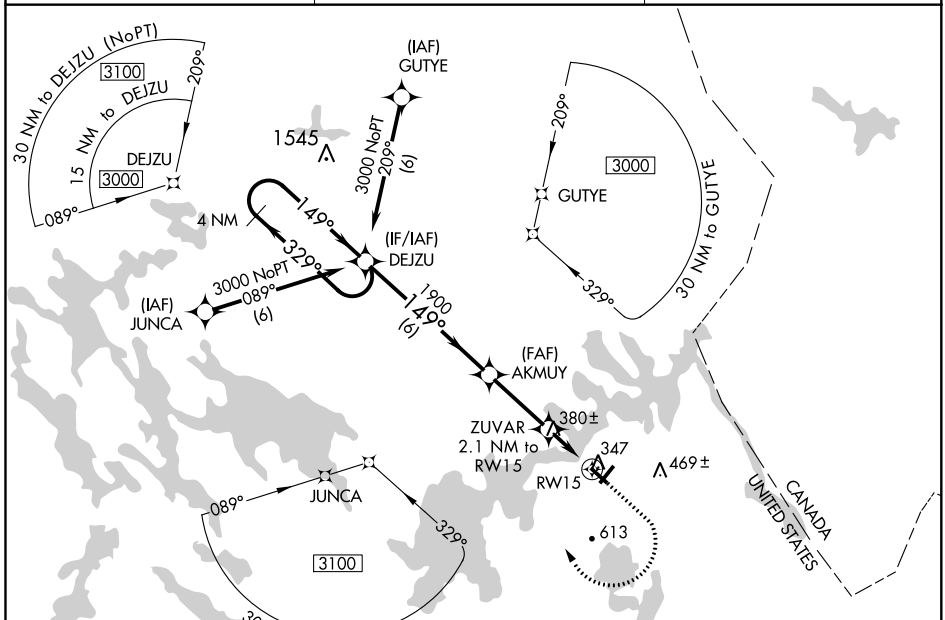 30 NM to DEJZU (NoPT)
3100
209°
15 NM to DEJZU
DEJZU
3000
089°
(IAF)
GUTYE
1545
3000 NoPT
209°
(6)
4 NM
149°
329°
(IF/IAF)
DEJZU
3000 NoPT
089°
(6)
(IAF)
JUNCA
1900
149°
(6)
209°
3000
GUTYE
30 NM to GUTYE
329°
(FAF)
AKMUY
ZUVAR
2.1 NM to
RW15
380±
347
RW15
469±
613
CANADA
UNITED STATES
089°
JUNCA
329°
3100